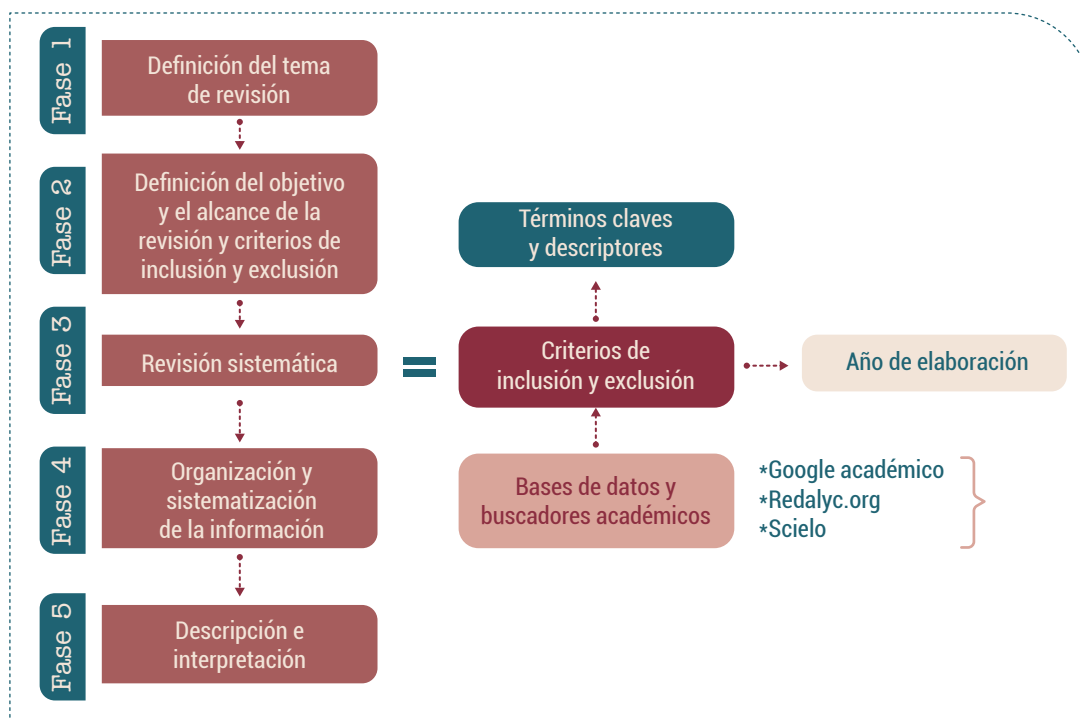 Fase 1
Definición del tema
de revisión
Fase 2
Definición del objetivo
y el alcance de la
revisión y criterios de
inclusión y exclusión
Términos claves
y descriptores
Fase 3
Revisión sistemática
=
Criterios de
inclusión y exclusión
Año de elaboración
Fase 4
Organización y
sistematización
de la información
Bases de datos y
buscadores académicos
*Google académico
*Redalyc.org
*Scielo
Fase 5
Descripción e
interpretación